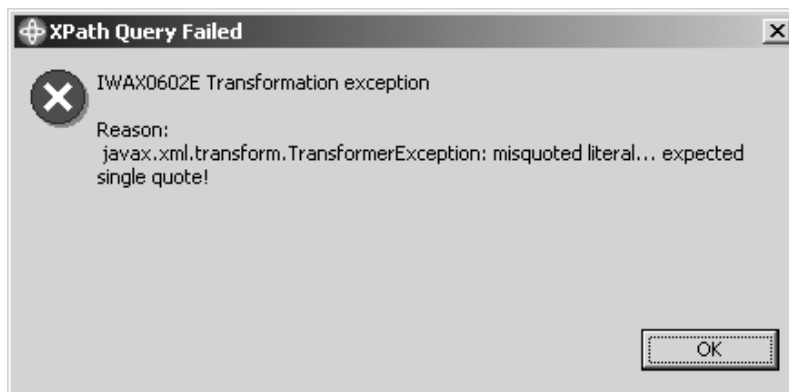 XPath Query Failed
IWAX0602E Transformation exception
Reason:
javax.xml.transform.TransformerException: misquoted literal... expected
single quote!
OK